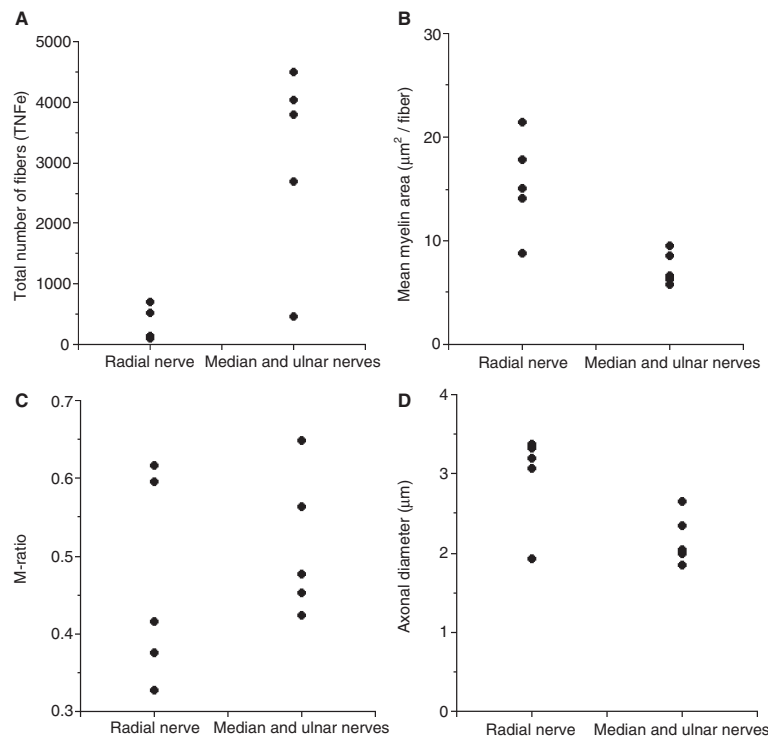 A
Total number of fibers (TNFe)
5000
4000
3000
2000
1000
0
Radial nerve
Median and ulnar nerves
B
Mean myelin area (μm² / fiber)
30
20
10
0
Radial nerve
Median and ulnar nerves
C
M-ratio
0.7
0.6
0.5
0.4
0.3
Radial nerve
Median and ulnar nerves
D
Axonal diameter (μm)
4
3
2
1
0
Radial nerve
Median and ulnar nerves